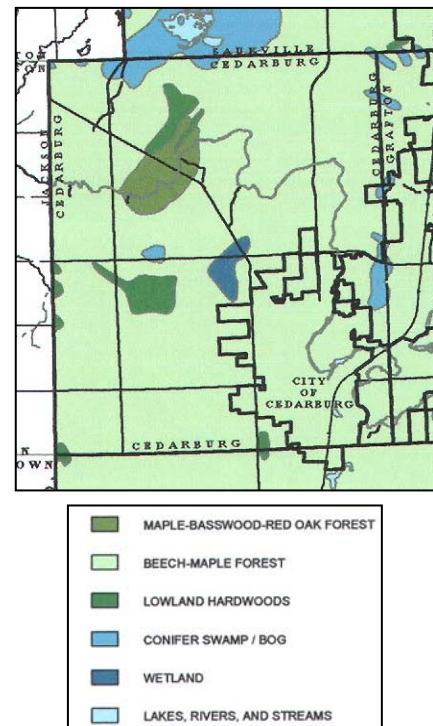 CEDARBURG
JACKSON
CEDARBURG
CEDARBURG
GRAFTON
CITY
OF
CEDARBURG
CEDARBURG
N
OWN
MAPLE-BASSWOOD-RED OAK FOREST
BEECH-MAPLE FOREST
LOWLAND HARDWOODS
CONIFER SWAMP / BOG
WETLAND
LAKES, RIVERS, AND STREAMS